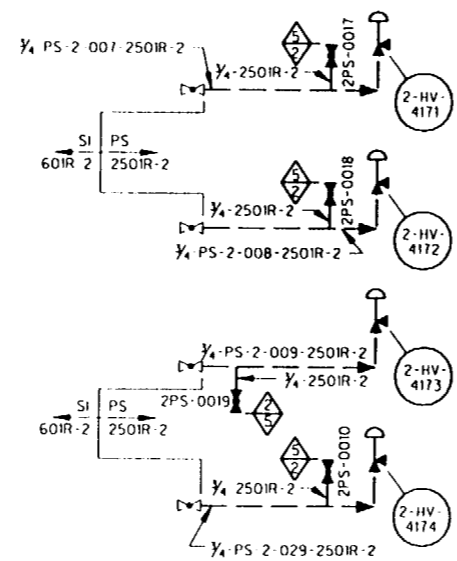 ¾ PS-2-007-2501R-2
5
2
2PS-0017
¾-2501R-2
2-HV-
4171
SI PS
601R 2 2501R-2
5
2
2PS-0018
¾-2501R-2
2-HV-
4172
¾-PS-2-008-2501R-2
¾-PS-2-009-2501R-2
¾-2501R-2
2-HV-
4173
2PS-0019
2
5
SI PS
601R-2 2501R-2
5
2
2PS-0010
¾ 2501R-2
2-HV-
4174
¾-PS-2-029-2501R-2